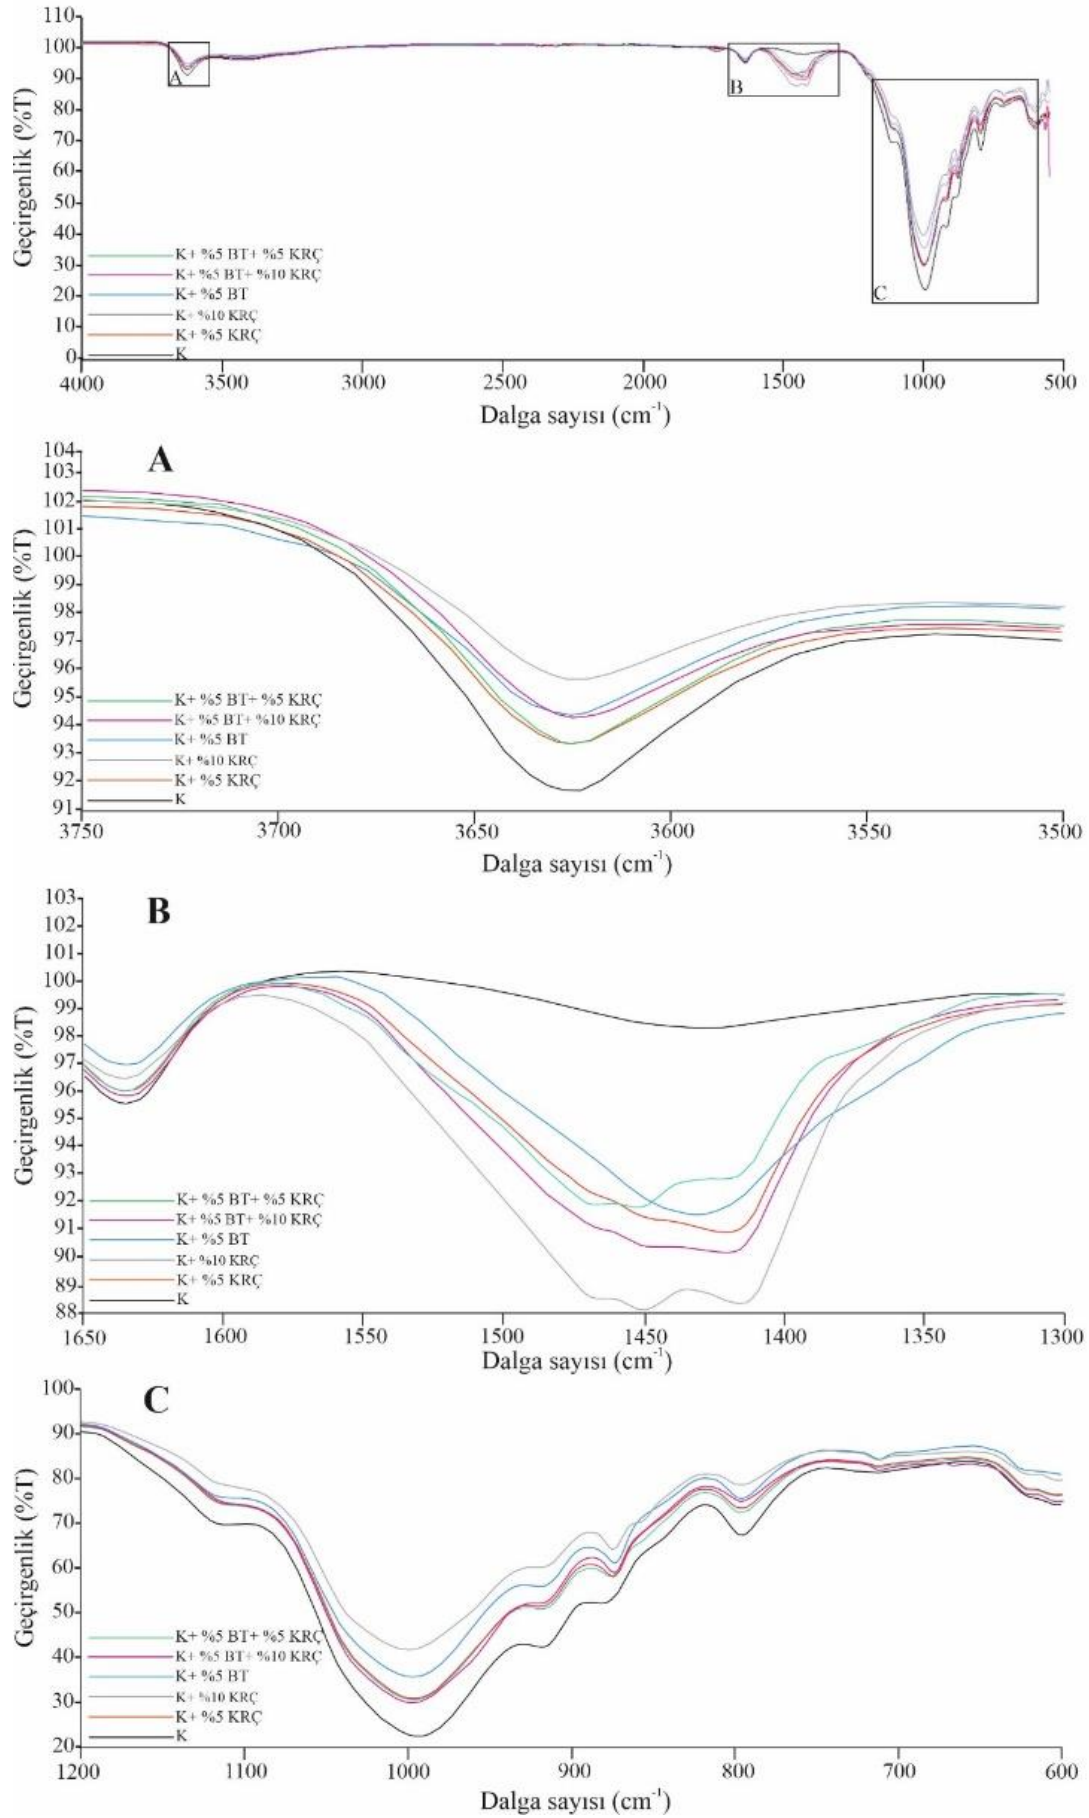 110
100
90
80
70
60
50
40
30
20
10
0
Geçirgenlik (%T)
A
B
C
K+ %5 BT+ %5 KRÇ
K+ %5 BT+ %10 KRÇ
K+ %5 BT
K+ %10 KRÇ
K+ %5 KRÇ
K
4000 3500 3000 2500 2000 1500 1000 500
Dalga sayısı (cm-1)
A
104
103
102
101
100
99
98
97
96
95
94
93
92
91
Geçirgenlik (%T)
K+ %5 BT+ %5 KRÇ
K+ %5 BT+ %10 KRÇ
K+ %5 BT
K+ %10 KRÇ
K+ %5 KRÇ
K
3750 3700 3650 3600 3550 3500
Dalga sayısı (cm-1)
B
103
102
101
100
99
98
97
96
95
94
93
92
91
90
89
88
Geçirgenlik (%T)
K+ %5 BT+ %5 KRÇ
K+ %5 BT+ %10 KRÇ
K+ %5 BT
K+ %10 KRÇ
K+ %5 KRÇ
K
1650 1600 1550 1500 1450 1400 1350 1300
Dalga sayısı (cm-1)
C
100
90
80
70
60
50
40
30
20
Geçirgenlik (%T)
K+ %5 BT+ %5 KRÇ
K+ %5 BT+ %10 KRÇ
K+ %5 BT
K+ %10 KRÇ
K+ %5 KRÇ
K
1200 1100 1000 900 800 700 600
Dalga sayısı (cm-1)